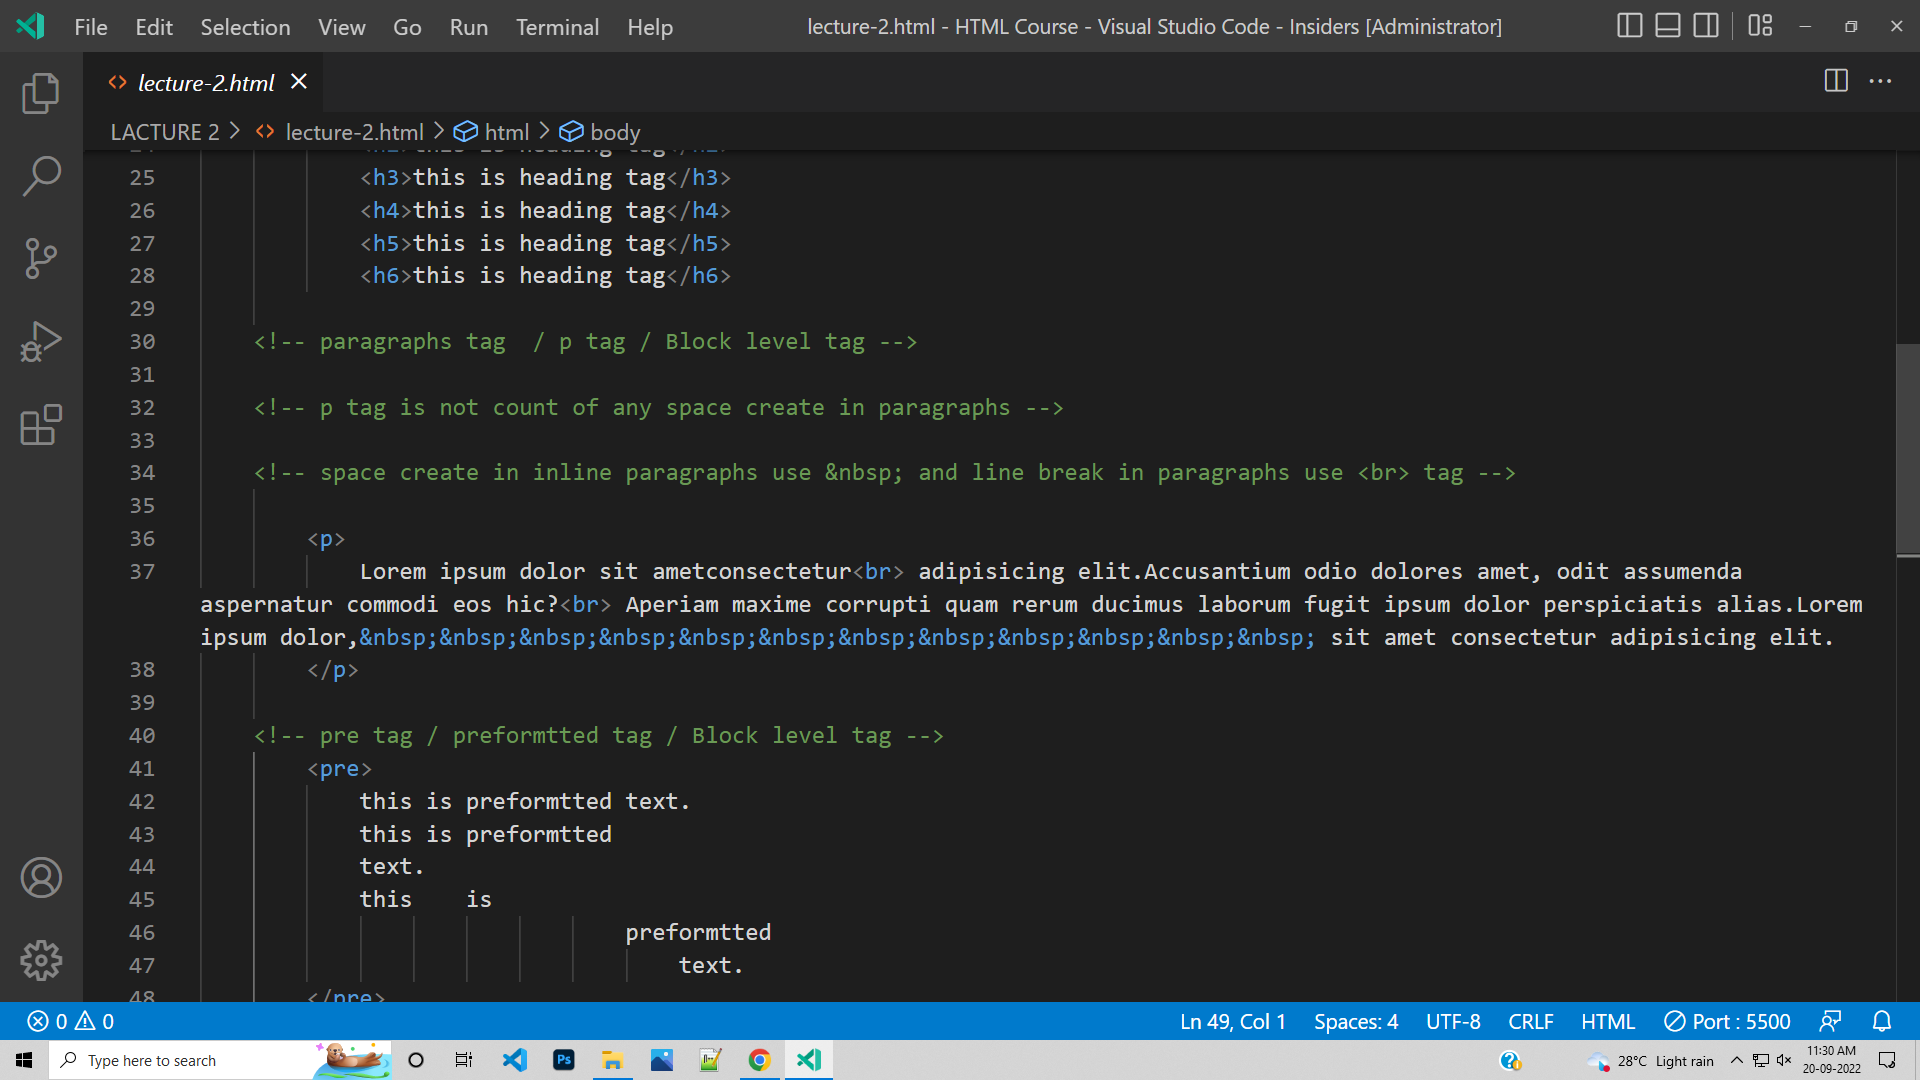 File Edit Selection View Go Run Terminal Help lecture-2.html - HTML Course - Visual Studio Code - Insiders [Administrator]
lecture-2.html
LACTURE 2 > lecture-2.html > html > body
24 <h2>this is heading tag</h2>
25 <h3>this is heading tag</h3>
26 <h4>this is heading tag</h4>
27 <h5>this is heading tag</h5>
28 <h6>this is heading tag</h6>
29
30 <!-- paragraphs tag  / p tag / Block level tag -->
31
32 <!-- p tag is not count of any space create in paragraphs -->
33
34 <!-- space create in inline paragraphs use &nbsp; and line break in paragraphs use <br> tag -->
35
36 <p>
37 Lorem ipsum dolor sit ametconsectetur<br> adipisicing elit.Accusantium odio dolores amet, odit assumenda
aspernatur commodi eos hic?<br> Aperiam maxime corrupti quam rerum ducimus laborum fugit ipsum dolor perspiciatis alias.Lorem
ipsum dolor,&nbsp;&nbsp;&nbsp;&nbsp;&nbsp;&nbsp;&nbsp;&nbsp;&nbsp;&nbsp;&nbsp;&nbsp; sit amet consectetur adipisicing elit.
38 </p>
39
40 <!-- pre tag / preformtted tag / Block level tag -->
41 <pre>
42 this is preformtted text.
43 this is preformtted
44 text.
45 this    is
46 preformtted
47 text.
48 </pre>
0 0 Ln 49, Col 1 Spaces: 4 UTF-8 CRLF HTML Port : 5500
Type here to search Ps 28°C Light rain 11:30 AM
20-09-2022